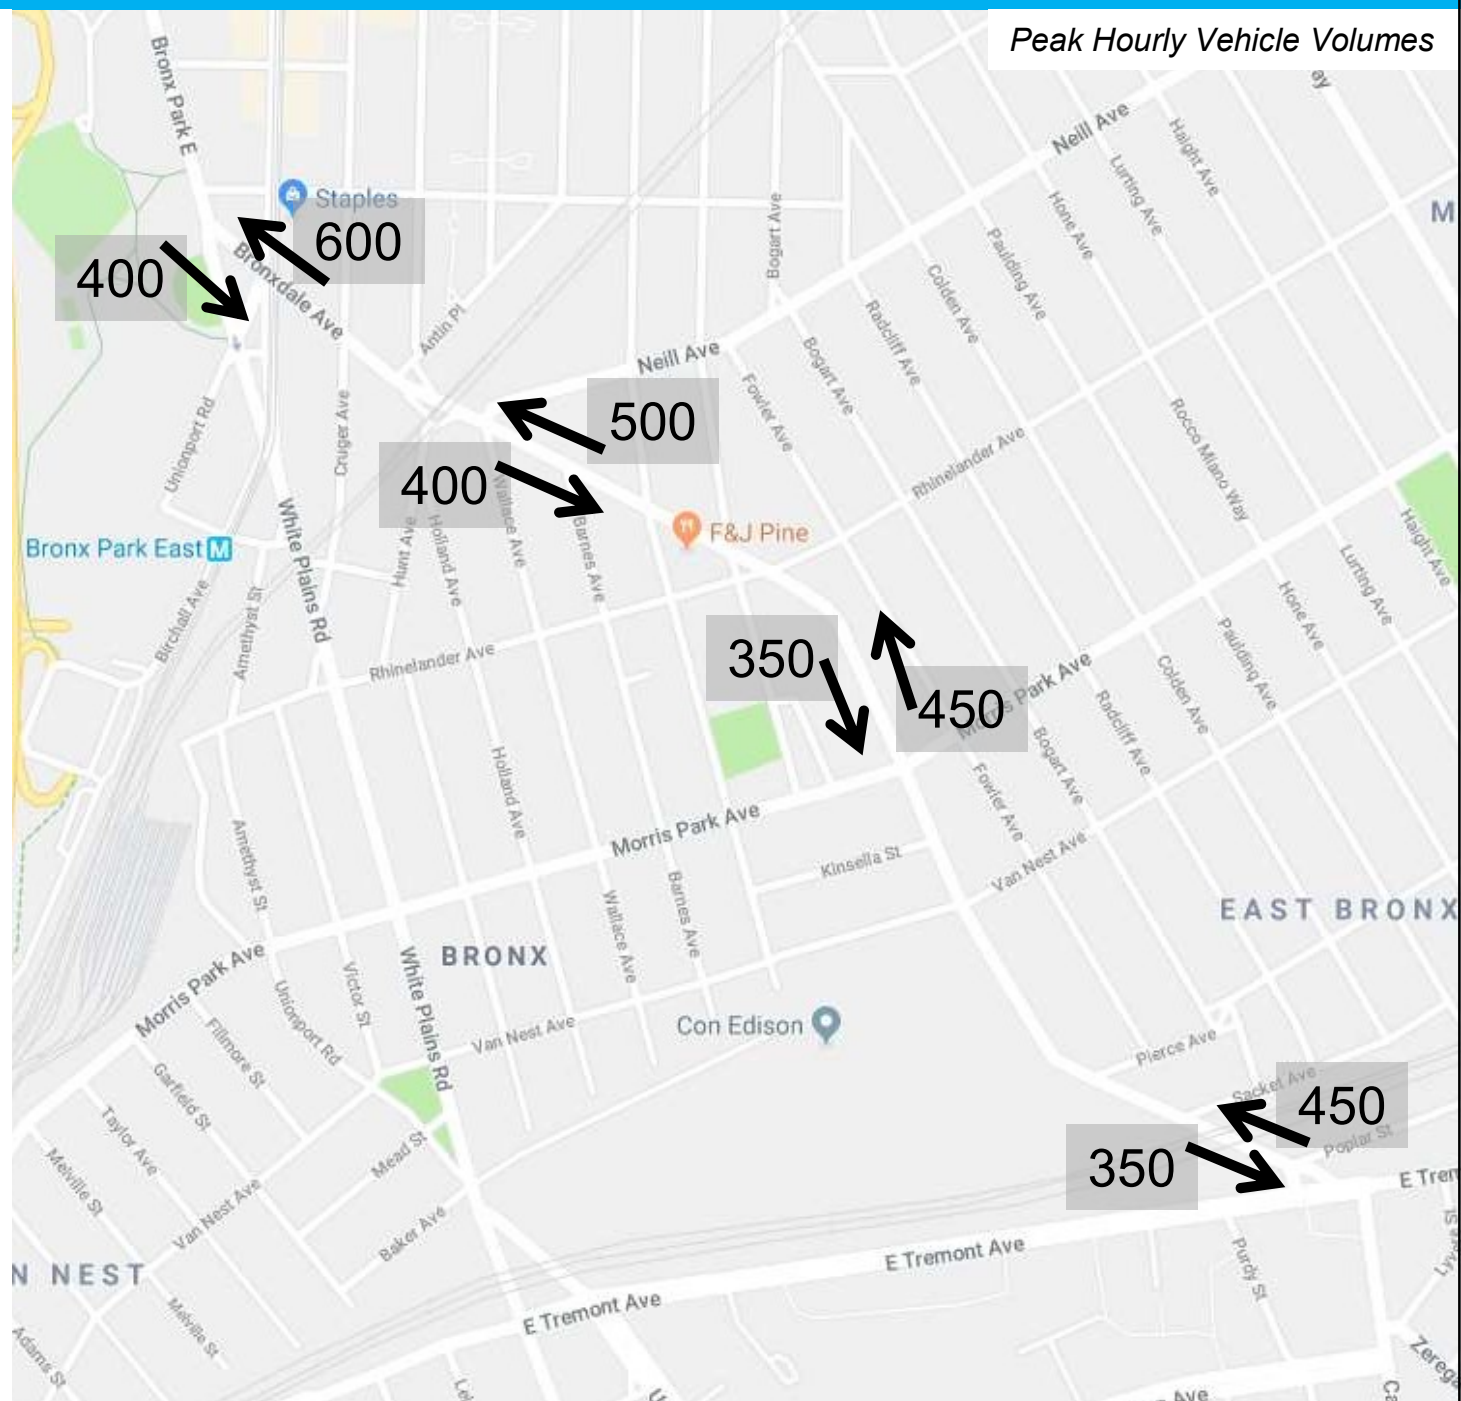 Peak Hourly Vehicle Volumes
Bronx Park E
Neill Ave
Haight Ave
Lurting Ave
Staples
Hone Ave
Bogart Ave
M
600
400
Bronxdale Ave
Paulding Ave
Colden Ave
Antin Pl
Radcliff Ave
Neill Ave
Bogart Ave
Fowler Ave
500
400
Unionport Rd
Cruger Ave
Rocco Miano Way
Rhinelander Ave
White Plains Rd
Wallace Ave
Holland Ave
Hunt Ave
Barnes Ave
F&J Pine
Bronx Park East M
Haight Ave
Lurting Ave
Hone Ave
Birchall Ave
Amethyst St
Rhinelander Ave
350
450
Morris Park Ave
Paulding Ave
Colden Ave
Radcliff Ave
Bogart Ave
Fowler Ave
Holland Ave
Morris Park Ave
Kinsella St
Van Nest Ave
Amethyst St
Barnes Ave
Wallace Ave
EAST BRONX
BRONX
Morris Park Ave
Victor St
White Plains Rd
Unionport Rd
Fillmore St
Con Edison
Van Nest Ave
Pierce Ave
Garfield St
Sacket Ave
450
Taylor Ave
Poplar St
350
Mead St
Melville St
E Trem
Van Nest Ave
Baker Ave
E Tremont Ave
Purdy St
N NEST
Melville St
E Tremont Ave
Adams St
Zerega
Ave